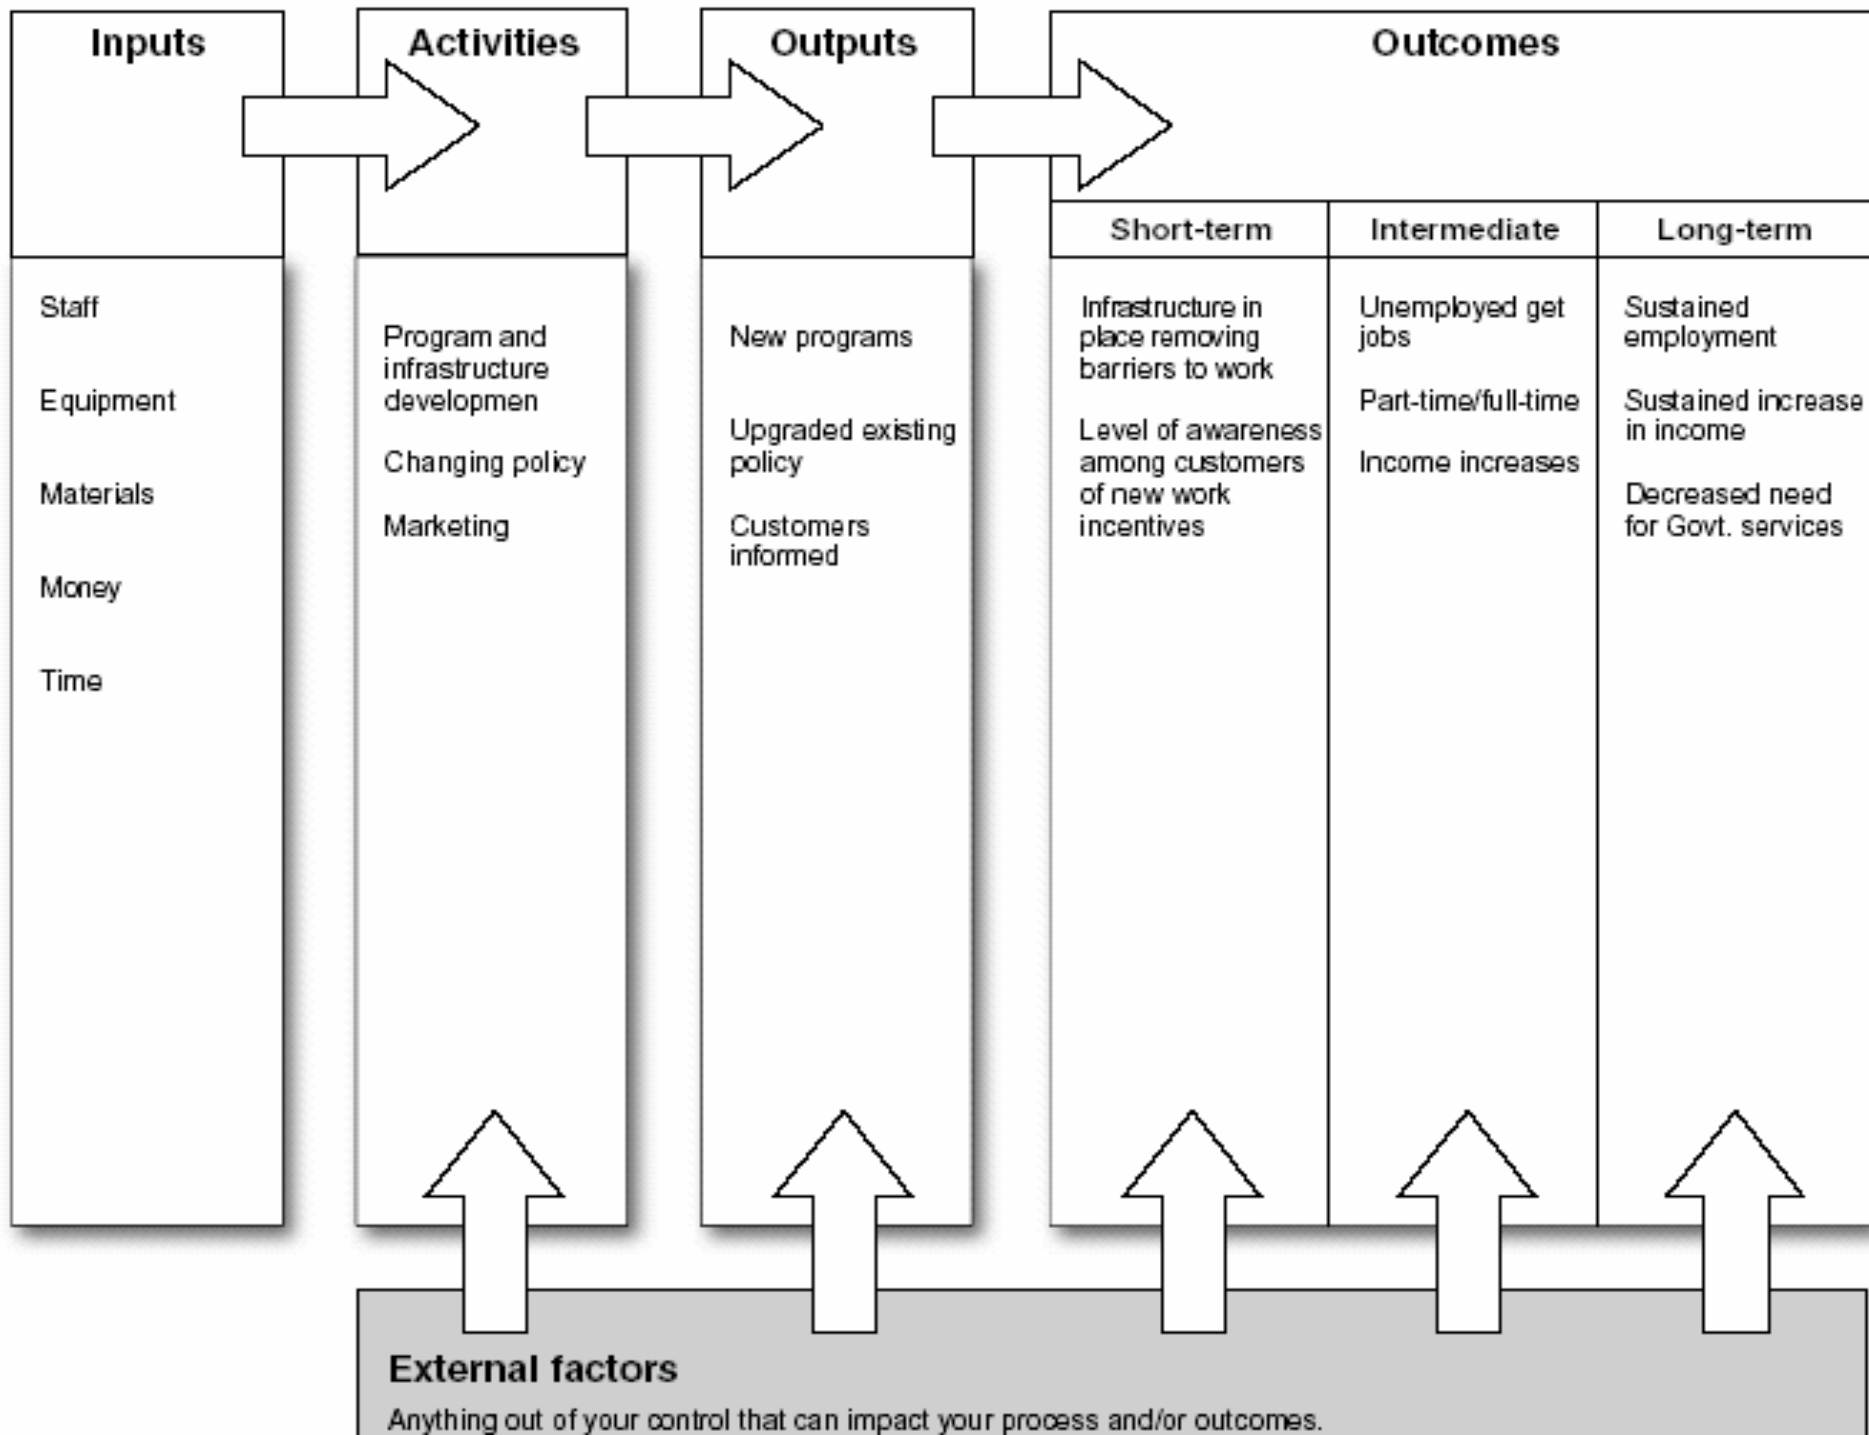 Inputs
Activities
Outputs
Outcomes
Short-term
Intermediate
Long-term
Staff
Equipment
Materials
Money
Time
Program and
infrastructure
developmen
Changing policy
Marketing
New programs
Upgraded existing
policy
Customers
informed
Infrastructure in
place removing
barriers to work
Level of awareness
among customers
of new work
incentives
Unemployed get
jobs
Part-time/full-time
Income increases
Sustained
employment
Sustained increase
in income
Decreased need
for Govt. services
External factors
Anything out of your control that can impact your process and/or outcomes.